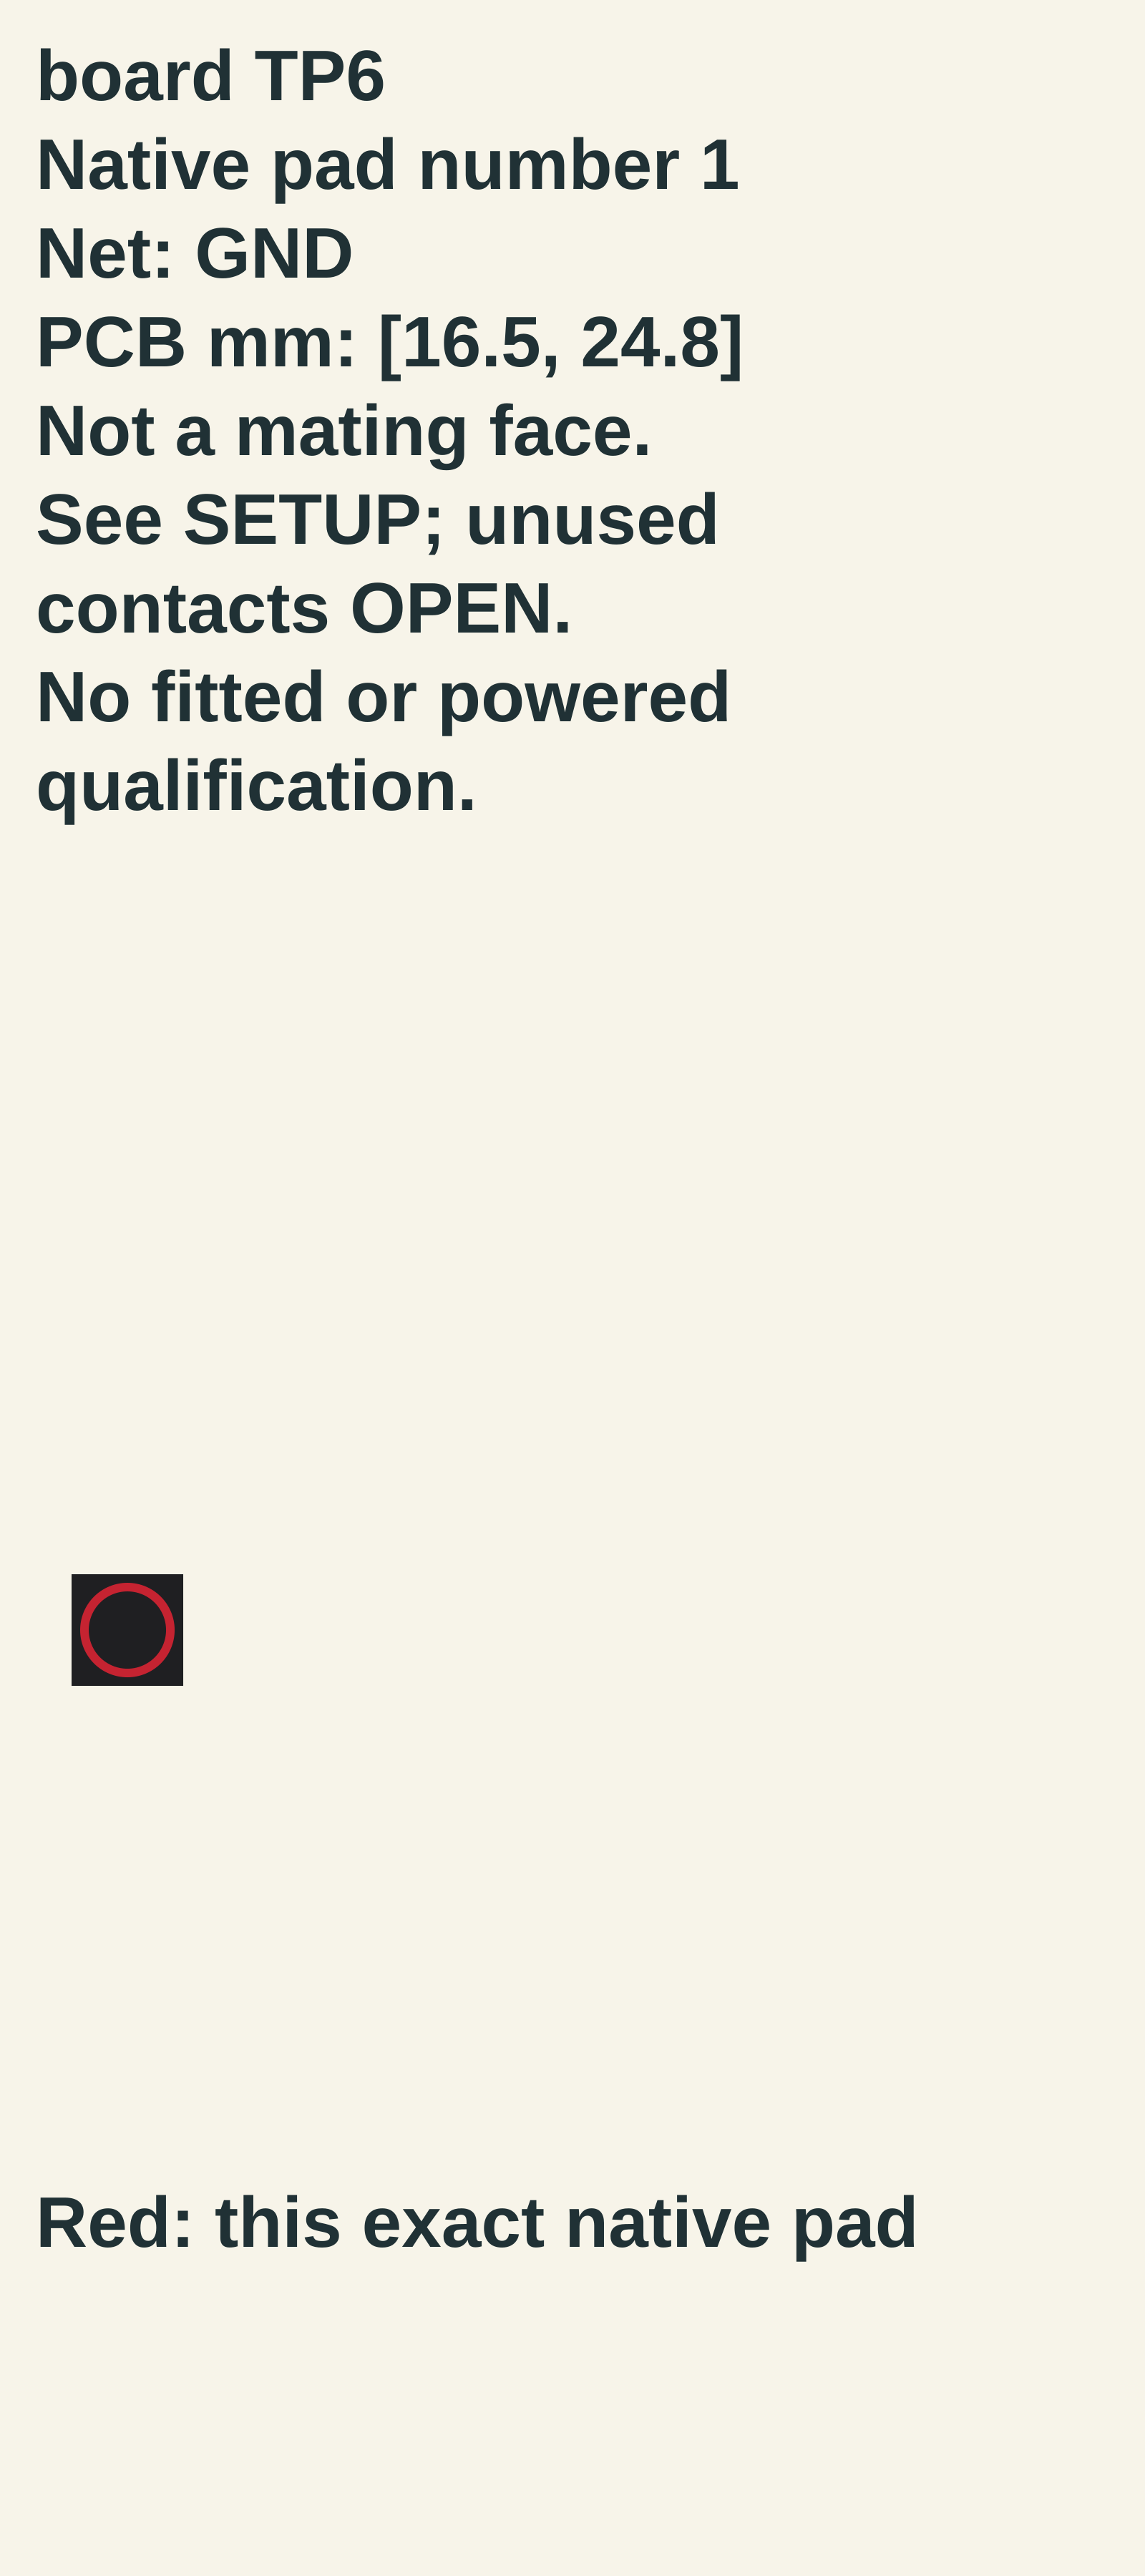 board TP6
Native pad number 1
Net: GND
PCB mm: [16.5, 24.8]
Not a mating face.
See SETUP; unused
contacts OPEN.
No fitted or powered
qualification.
Red: this exact native pad